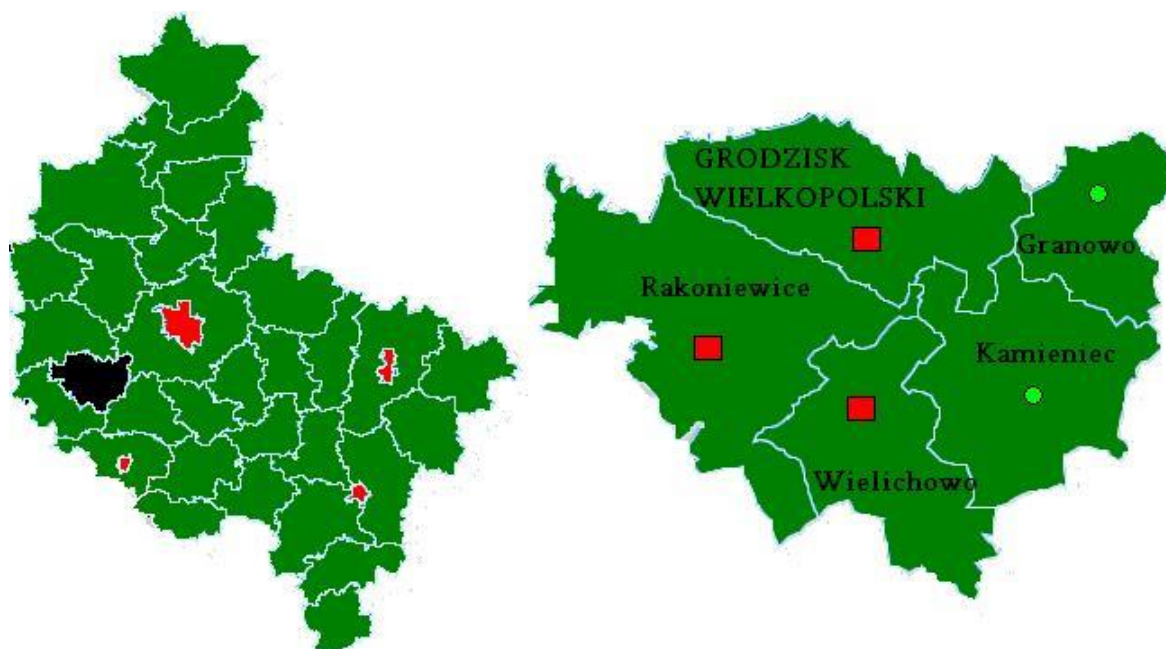 GRODZISK
WIELKOPOLSKI
Granowo
Rakoniewice
Kamieniec
Wielichowo